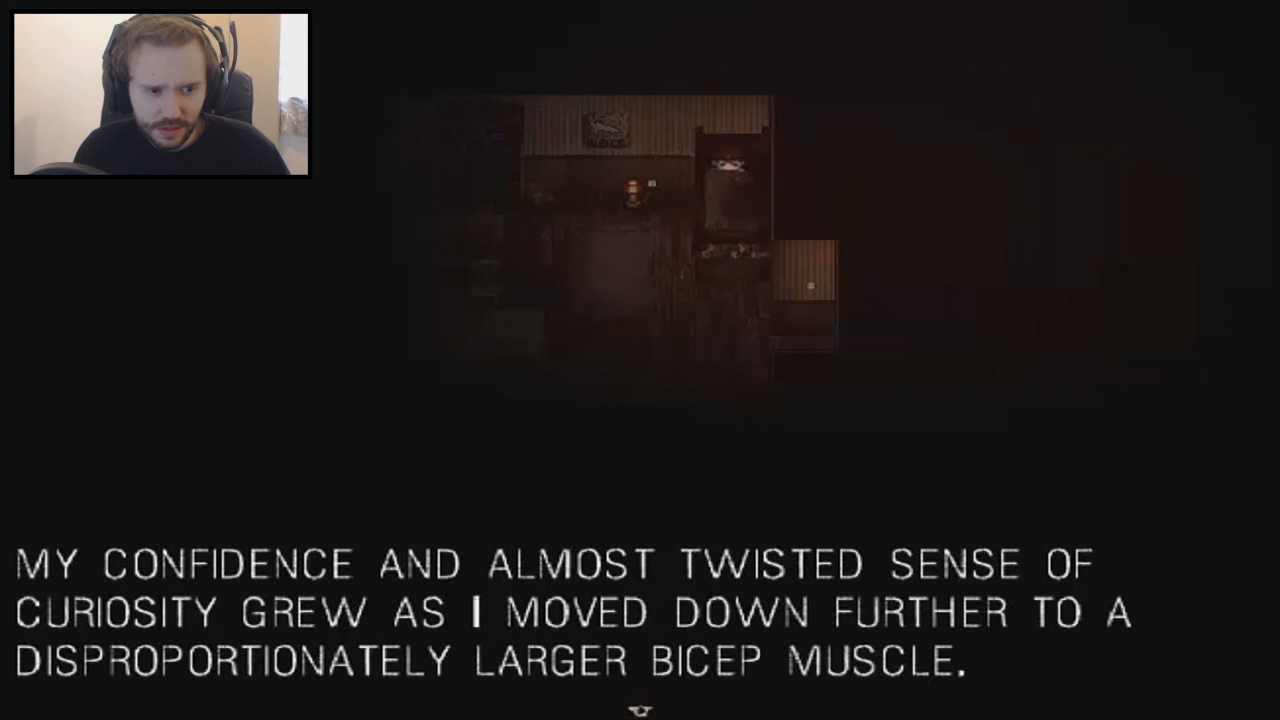 MY CONFIDENCE AND ALMOST TWISTED SENSE OF
CURIOSITY GREW AS I MOVED DOWN FURTHER TO A
DISPROPORTIONATELY LARGER BICEP MUSCLE.